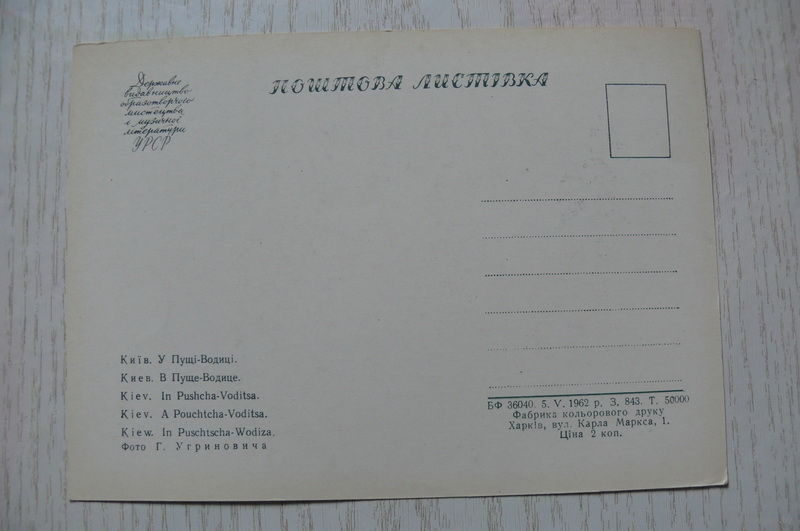 Державне
видавництво
образотворчого
мистецтва
і музичної
літератури
УРСР
ПОШТОВА ЛИСТІВКА
Київ. У Пущі-Водиці.
Киев. В Пуще-Водице.
Kiev. In Pushcha-Voditsa.
Kiev. A Pouchtcha-Voditsa.
Kiew. In Puschtscha-Wodiza.
Фото Г. Угриновича
БФ 36040. 5. V. 1962 р. З. 843. Т. 50000
Фабрика кольорового друку
Харків, вул. Карла Маркса, 1.
Ціна 2 коп.